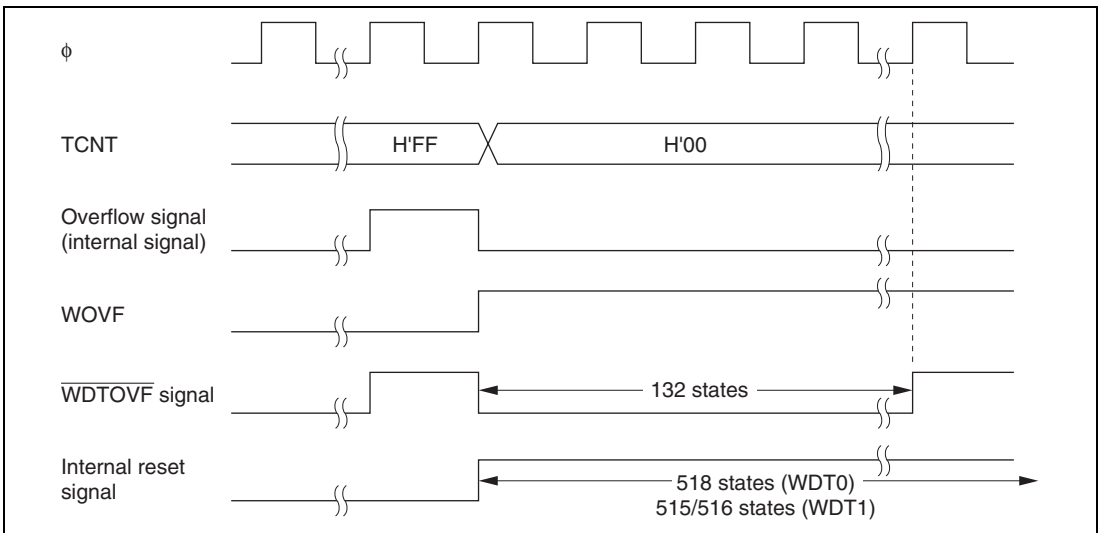 ϕ
TCNT
H'FF
H'00
Overflow signal
(internal signal)
WOVF
WDTOVF signal
132 states
Internal reset
signal
518 states (WDT0)
515/516 states (WDT1)